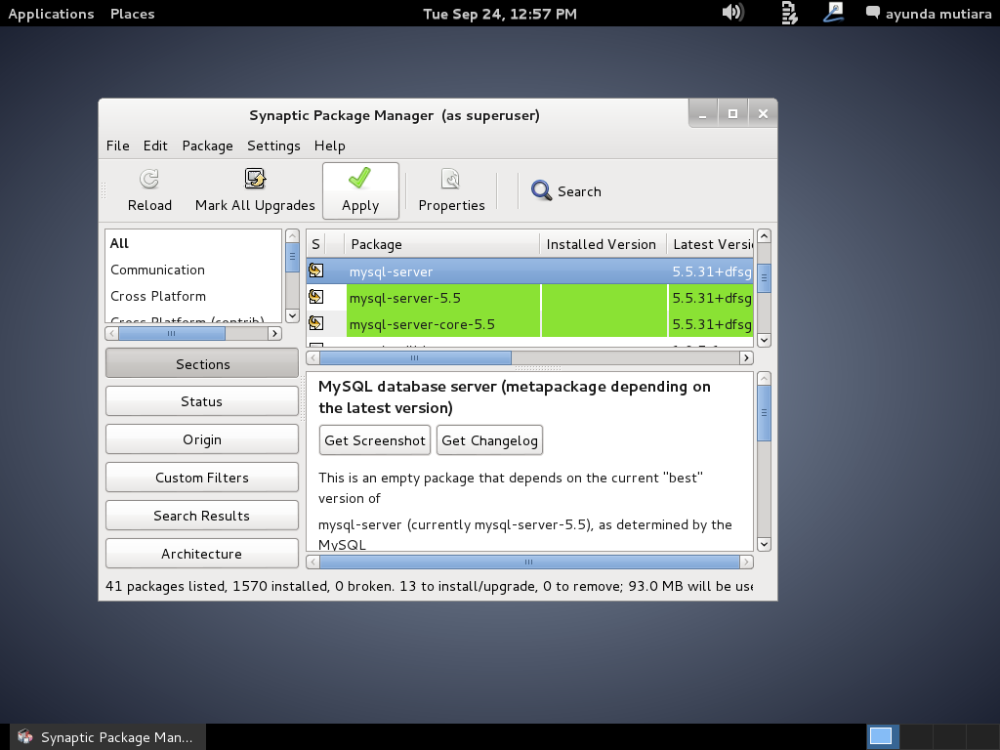 Applications Places Tue Sep 24, 12:57 PM ayunda mutiara
Synaptic Package Manager (as superuser)
File Edit Package Settings Help
Reload Mark All Upgrades Apply Properties Search
All
Communication
Cross Platform
Cross Platform (contrib)
S Package Installed Version Latest Versi
mysql-server 5.5.31+dfsg
mysql-server-5.5 5.5.31+dfsg
mysql-server-core-5.5 5.5.31+dfsg
Sections
Status
Origin
Custom Filters
Search Results
Architecture
MySQL database server (metapackage depending on
the latest version)
Get Screenshot Get Changelog
This is an empty package that depends on the current "best"
version of
mysql-server (currently mysql-server-5.5), as determined by the
MySQL
41 packages listed, 1570 installed, 0 broken. 13 to install/upgrade, 0 to remove; 93.0 MB will be use
Synaptic Package Man...